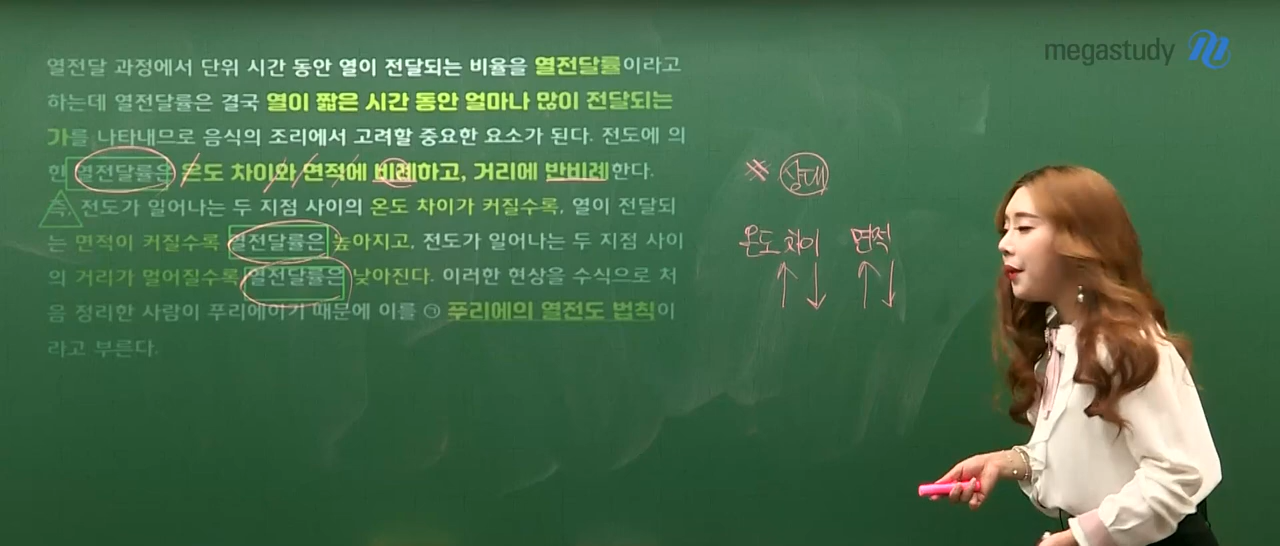 megastudy
열전달 과정에서 단위 시간 동안 열이 전달되는 비율을 열전달률이라고
하는데 열전달률은 결국 열이 짧은 시간 동안 얼마나 많이 전달되는
가를 나타내므로 음식의 조리에서 고려할 중요한 요소가 된다. 전도에 의
한 열전달률은 온도 차이와 면적에 비례하고, 거리에 반비례한다.
즉, 전도가 일어나는 두 지점 사이의 온도 차이가 커질수록, 열이 전달되
는 면적이 커질수록 열전달률은 높아지고, 전도가 일어나는 두 지점 사이
의 거리가 멀어질수록 열전달률은 낮아진다. 이러한 현상을 수식으로 처
음 정리한 사람이 푸리에이기 때문에 이를 ㉠ 푸리에의 열전도 법칙이
라고 부른다.
※ 상대
온도 차이 면적
↑ ↓ ↑ ↓